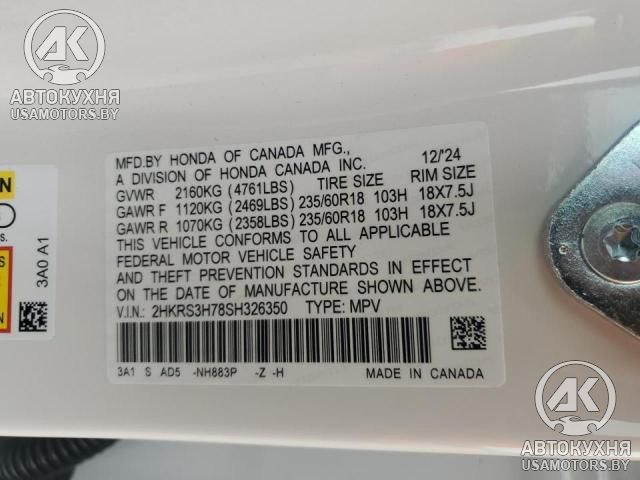 AK
АВТОКУХНЯ
USAMOTORS.BY
MFD.BY HONDA OF CANADA MFG., 12/'24
A DIVISION OF HONDA CANADA INC.
GVWR 2160KG (4761LBS) TIRE SIZE RIM SIZE
GAWR F 1120KG (2469LBS) 235/60R18 103H 18X7.5J
GAWR R 1070KG (2358LBS) 235/60R18 103H 18X7.5J
THIS VEHICLE CONFORMS TO ALL APPLICABLE
FEDERAL MOTOR VEHICLE SAFETY
AND THEFT PREVENTION STANDARDS IN EFFECT
ON THE DATE OF MANUFACTURE SHOWN ABOVE.
V.I.N.: 2HKRS3H78SH326350 TYPE: MPV
3A1 S AD5 -NH883P -Z -H MADE IN CANADA
3A0 A1
AK
АВТОКУХНЯ
USAMOTORS.BY